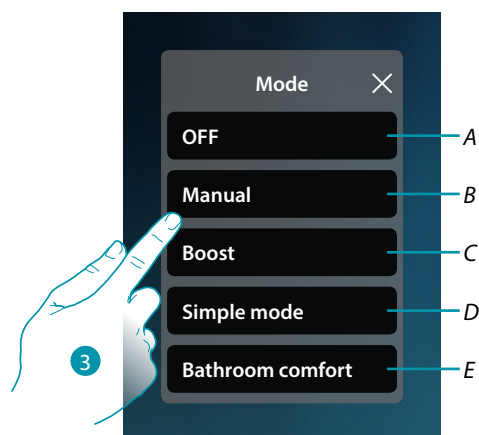 Mode
OFF A
Manual B
Boost C
Simple mode D
3
Bathroom comfort E